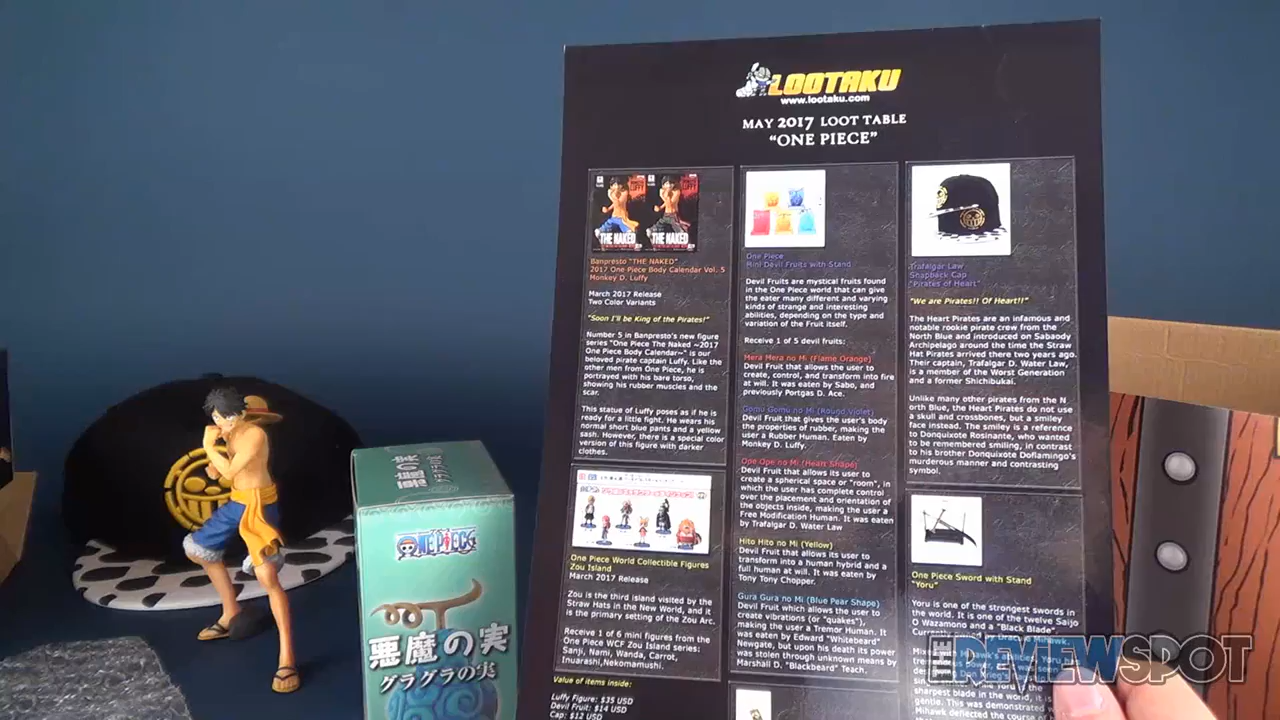 LOOTAKU
www.lootaku.com
MAY 2017 LOOT TABLE
"ONE PIECE"
THE NAKED
THE NAKED
Banpresto "THE NAKED"
2017 One Piece Body Calendar Vol. 5
Monkey D. Luffy
March 2017 Release
Two Color Variants
"Soon I'll be King of the Pirates!"
Number 5 in Banpresto's new figure
series "One Piece The Naked ~2017
One Piece Body Calendar~" is our
beloved pirate captain Luffy. Like the
other men from One Piece, he is
portrayed with his bare torso,
showing his rubber muscles and the
scar.
This statue of Luffy poses as if he is
ready for a little fight. He wears his
normal short blue pants and a yellow
sash. However, there is a special color
version of this figure with darker
clothes.
One Piece World Collectible Figures
Zou Island
March 2017 Release
Zou is the third island visited by the
Straw Hats in the New World, and it
is the primary setting of the Zou Arc.
Receive 1 of 6 mini figures from the
One Piece WCF Zou Island series:
Sanji, Nami, Wanda, Carrot,
Inuarashi,Nekomamushi.
Value of items inside:
Luffy Figure: $35 USD
Devil Fruit: $14 USD
Cap: $12 USD
One Piece
Mini Devil Fruits with Stand
Devil Fruits are mystical fruits found
in the One Piece world that can give
the eater many different and varying
kinds of strange and interesting
abilities, depending on the type and
variation of the Fruit itself.
Receive 1 of 5 devil fruits:
Mera Mera no Mi (Flame Orange)
Devil Fruit that allows its user to
create, control, and transform into fire
at will. It was eaten by Sabo, and
previously Portgas D. Ace.
Gomu Gomu no Mi (Round Violet)
Devil Fruit that gives the user's body
the properties of rubber, making the
user a Rubber Human. Eaten by
Monkey D. Luffy.
Ope Ope no Mi (Heart Shape)
Devil Fruit that allows its user to
create a spherical space or "room", in
which the user has complete control
over the placement and orientation of
the objects inside, making the user a
Free Modification Human. It was eaten
by Trafalgar D. Water Law
Hito Hito no Mi (Yellow)
Devil Fruit that allows its user to
transform into a human hybrid and a
full human at will. It was eaten by
Tony Tony Chopper.
Gura Gura no Mi (Blue Pear Shape)
Devil Fruit which allows the user to
create vibrations (or "quakes"),
making the user a Tremor Human. It
was eaten by Edward "Whitebeard"
Newgate, but upon his death its power
was stolen through unknown means by
Marshall D. "Blackbeard" Teach.
Trafalgar Law
Snapback Cap
"Pirates of Heart"
"We are Pirates!! Of Heart!!"
The Heart Pirates are an infamous and
notable rookie pirate crew from the
North Blue and introduced on Sabaody
Archipelago around the time the Straw
Hat Pirates arrived there two years ago.
Their captain, Trafalgar D. Water Law,
is a member of the Worst Generation
and a former Shichibukai.
Unlike many other pirates from the N
orth Blue, the Heart Pirates do not use
a skull and crossbones, but a smiley
face instead. The smiley is a reference
to Donquixote Rosinante, who wanted
to be remembered smiling, in contrast
to his brother Donquixote Doflamingo's
murderous manner and contrasting
symbol.
One Piece Sword with Stand
"Yoru"
Yoru is one of the strongest swords in
the world. It is one of the twelve Saijo
O Wazamono and a "Black Blade".
sharpest blade in the world, it is
gentle. This was demonstrated
Mihawk deflected the course of
THE REVIEWSPOT
ONE PIECE
悪魔の実
グラグラの実